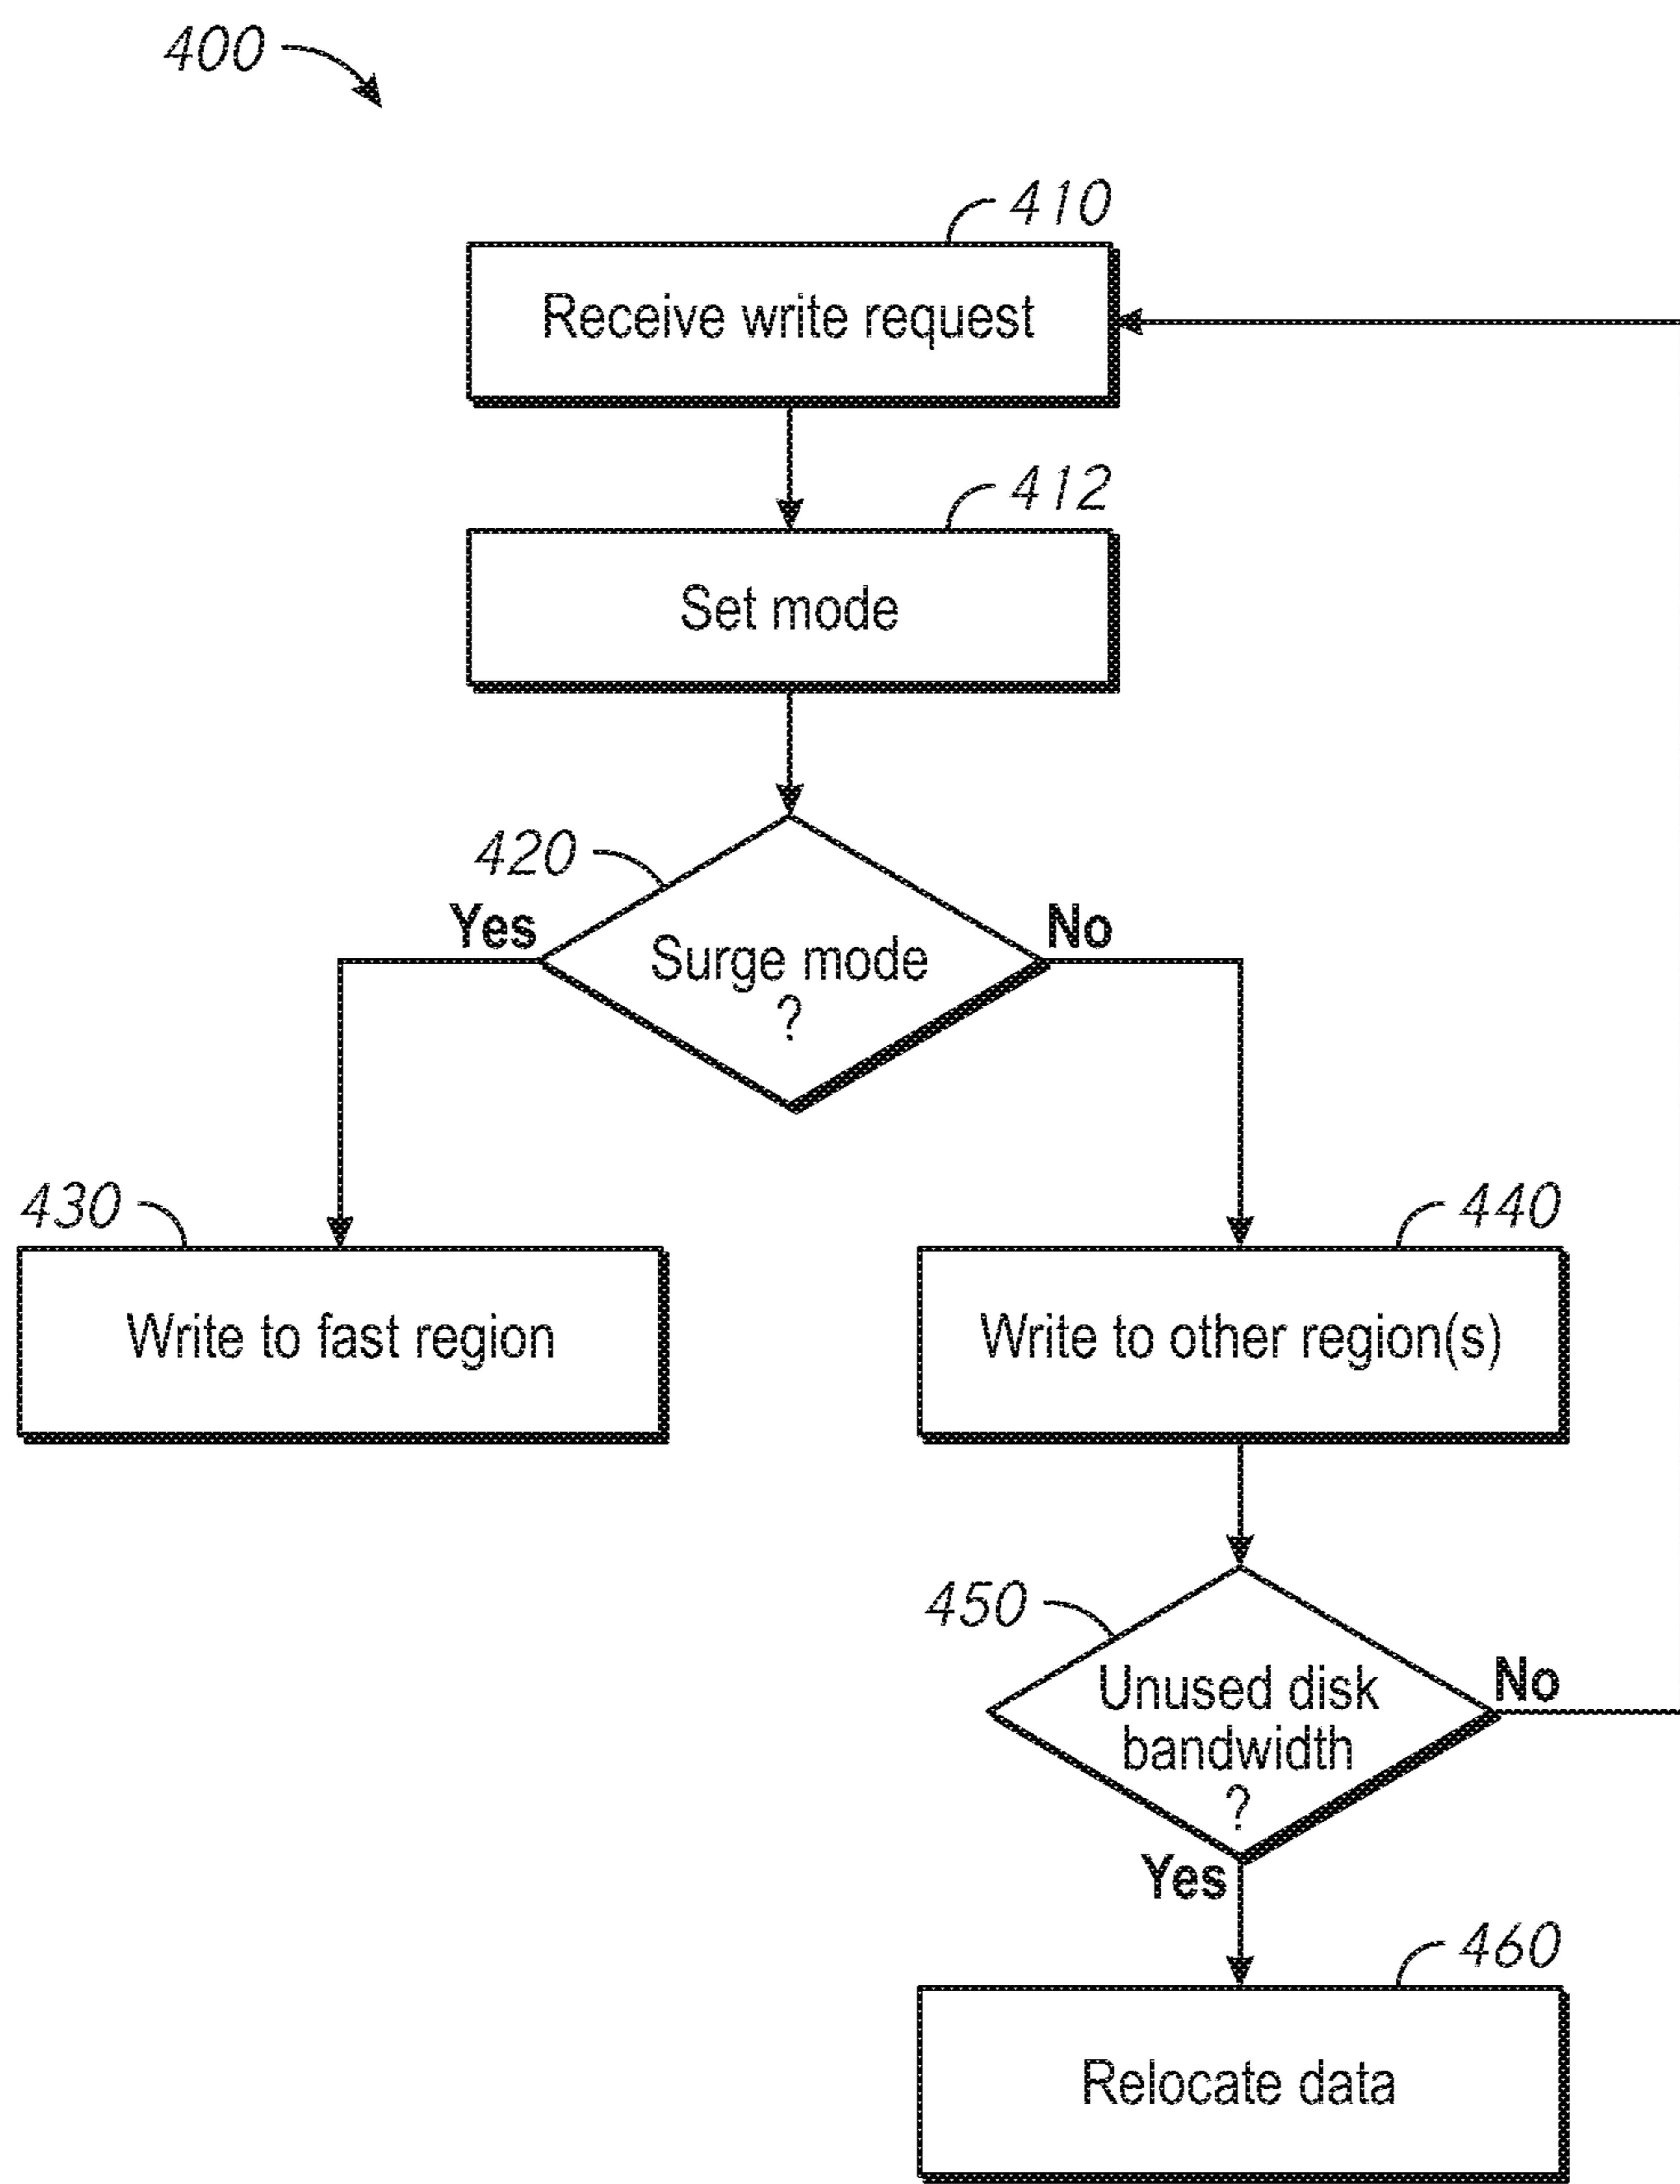 400
410
Receive write request
412
Set mode
420
Yes
No
Surge mode
?
430
440
Write to fast region
Write to other region(s)
450
No
Unused disk
bandwidth
?
Yes
460
Relocate data